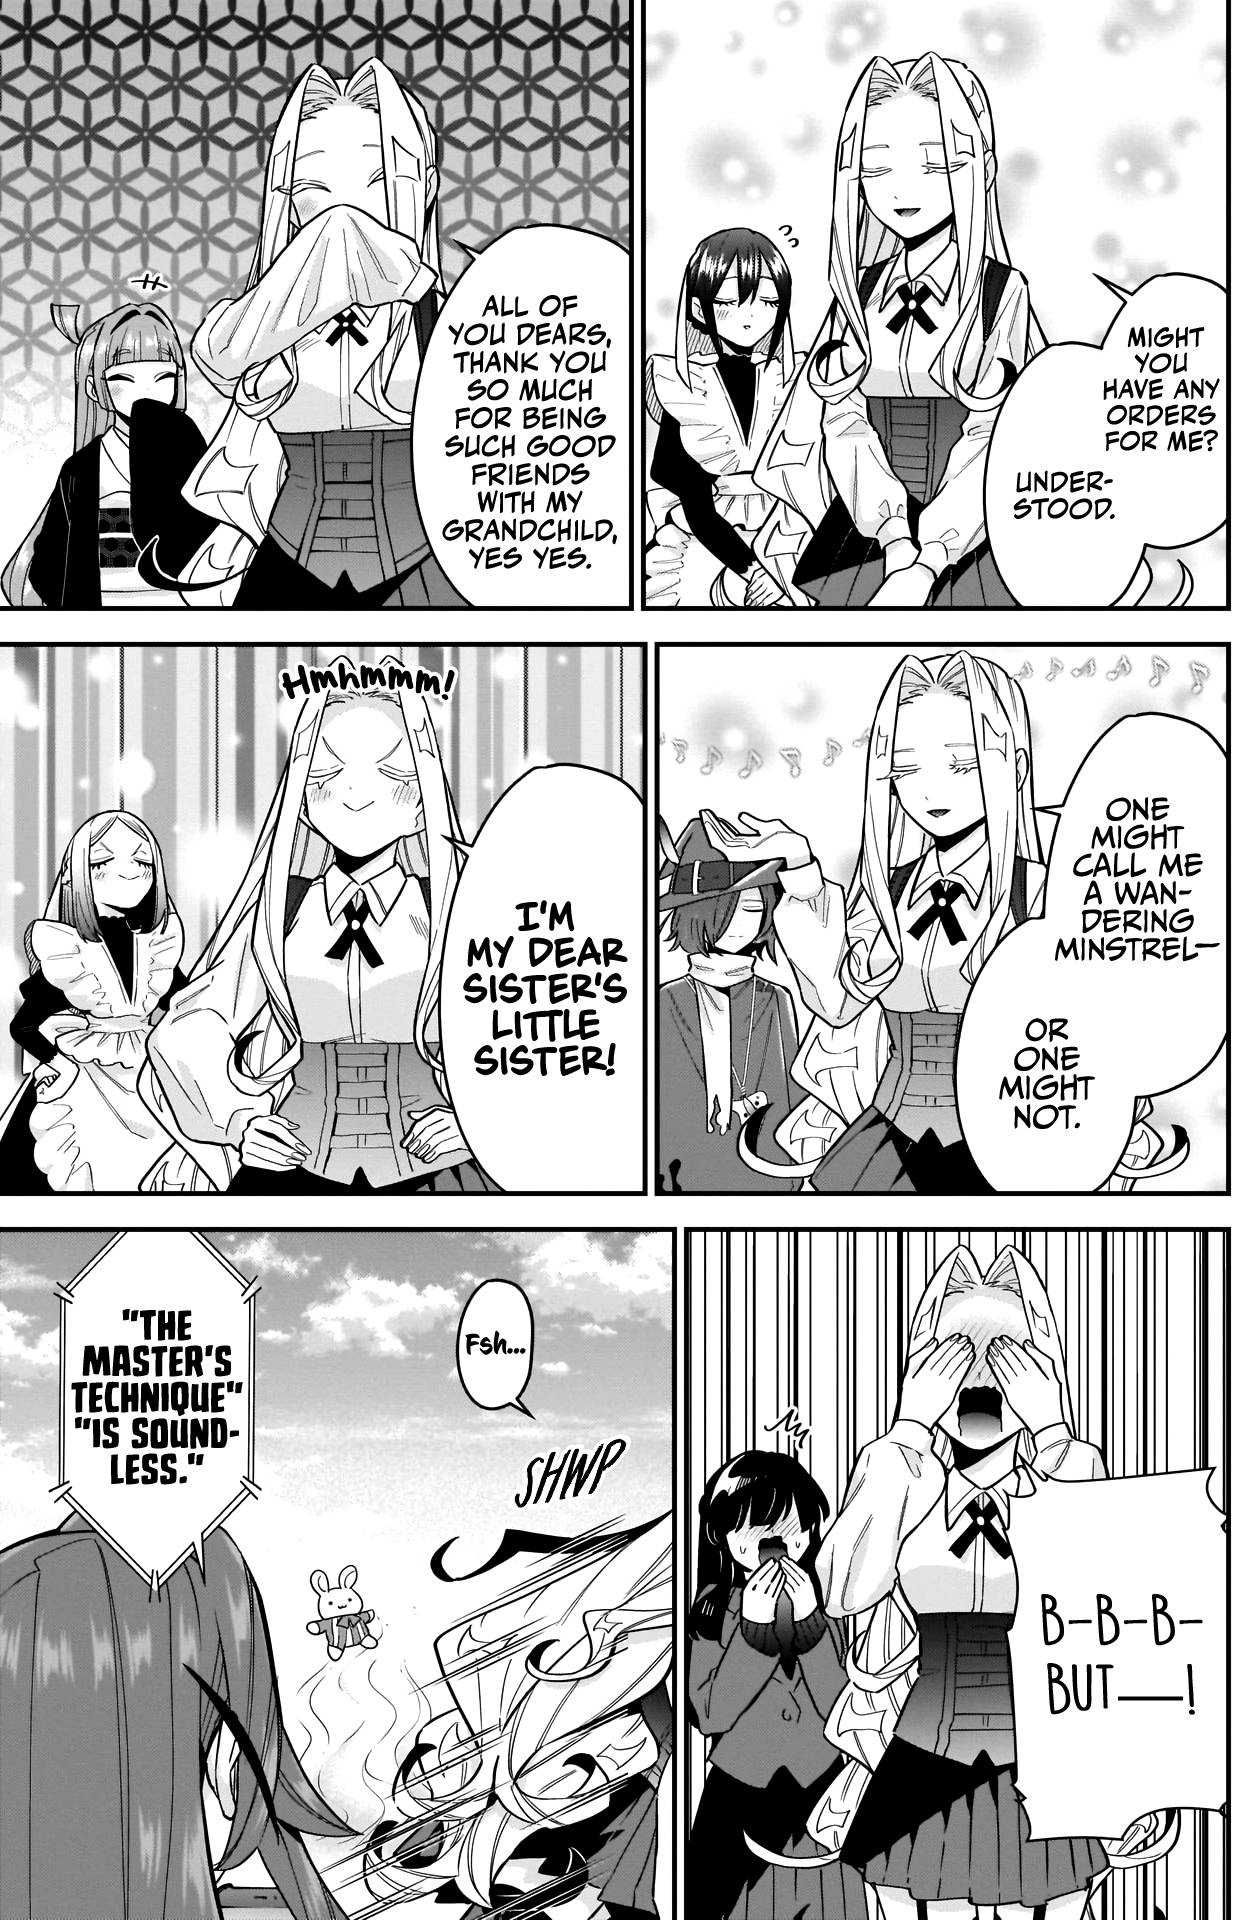 MIGHT
YOU
HAVE ANY
ORDERS
FOR ME?
UNDER-
STOOD.
ALL OF
YOU DEARS,
THANK YOU
SO MUCH
FOR BEING
SUCH GOOD
FRIENDS
WITH MY
GRANDCHILD,
YES YES.
ONE
MIGHT
CALL ME
A WAN-
DERING
MINSTREL—
OR
ONE
MIGHT
NOT.
Hmhmmm!
I'M
MY DEAR
SISTER'S
LITTLE
SISTER!
B-B-B-
BUT—!
Fsh...
SHWP
"THE
MASTER'S
TECHNIQUE"
"IS SOUND-
LESS."